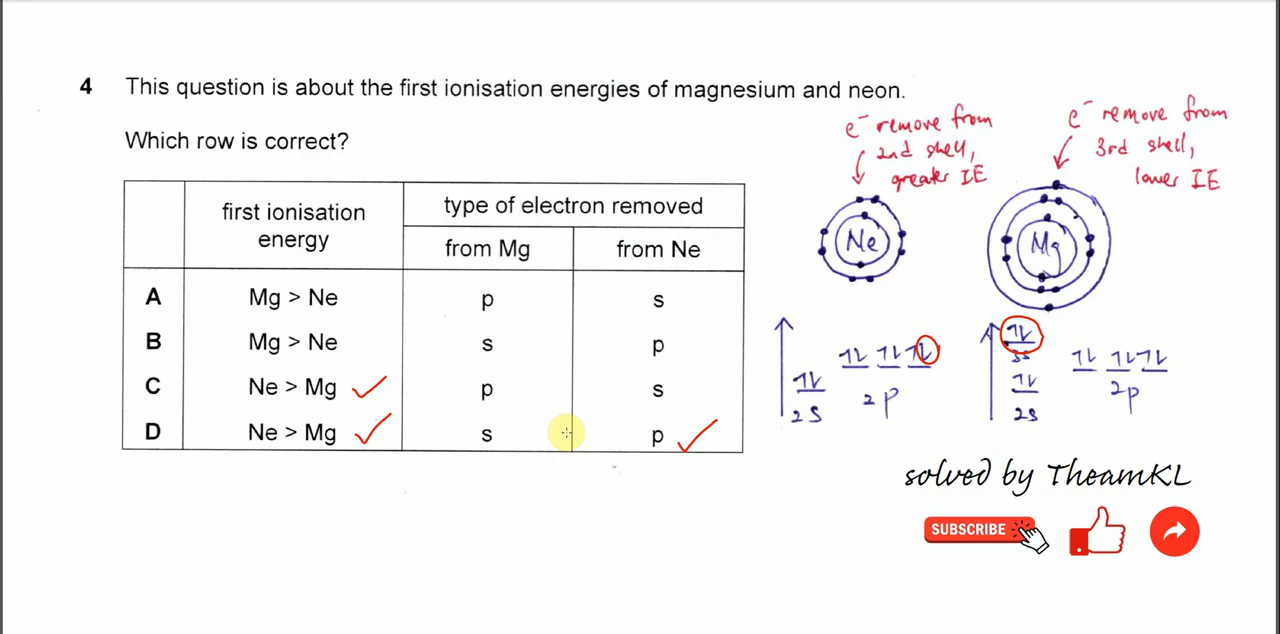 4 This question is about the first ionisation energies of magnesium and neon.
Which row is correct?
first ionisation energy
type of electron removed
from Mg from Ne
A Mg > Ne p s
B Mg > Ne s p
C Ne > Mg p s
D Ne > Mg s p
e⁻ remove from
2nd shell,
greater IE
e⁻ remove from
3rd shell,
lower IE
Ne
Mg
2s
2p
3s
2s
2p
solved by TheamKL
SUBSCRIBE